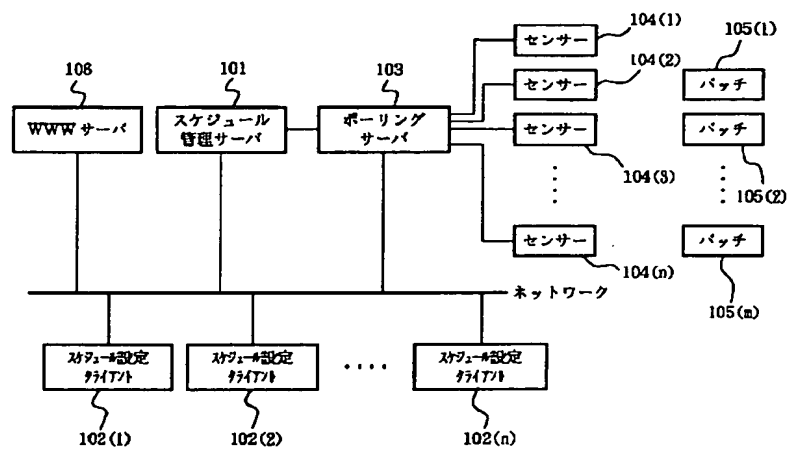 104(1)
センサー
104(2)
105(1)
108
101
103
センサー
バッチ
WWW サーバ
スケジュール
管理サーバ
ポーリング
サーバ
センサー
バッチ
104(3)
105(2)
センサー
バッチ
104(n)
ネットワーク
105(m)
スケジュール設定
クライアント
スケジュール設定
クライアント
スケジュール設定
クライアント
102(1)
102(2)
102(n)